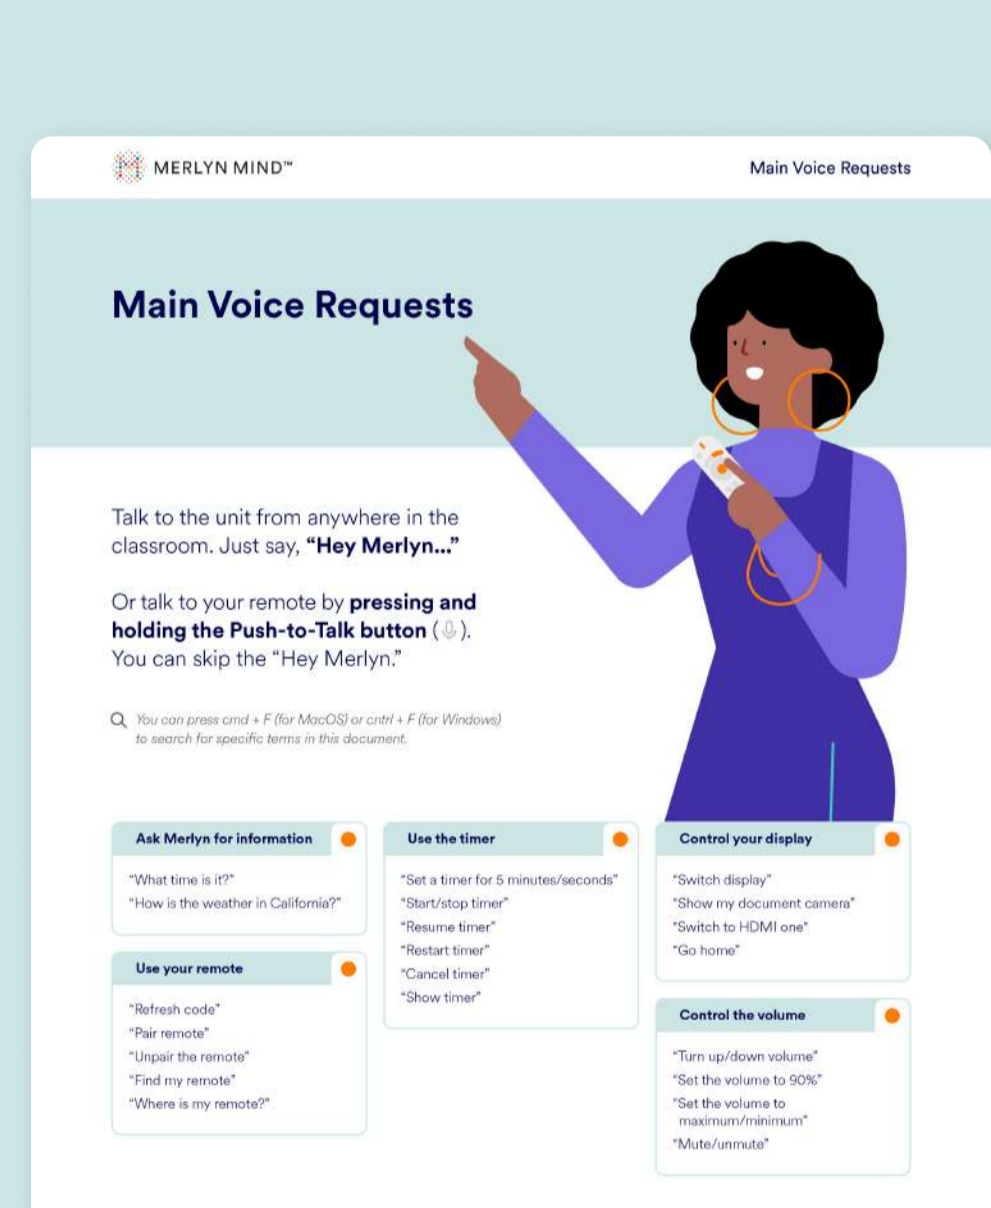 MERLYN MIND™
Main Voice Requests
Main Voice Requests
Talk to the unit from anywhere in the
classroom. Just say, “Hey Merlyn...”
Or talk to your remote by pressing and
holding the Push-to-Talk button ( ).
You can skip the “Hey Merlyn.”
You can press cmd + F (for MacOS) or cntrl + F (for Windows)
to search for specific terms in this document.
Ask Merlyn for information
“What time is it?”
“How is the weather in California?”
Use your remote
“Refresh code”
“Pair remote”
“Unpair the remote”
“Find my remote”
“Where is my remote?”
Use the timer
“Set a timer for 5 minutes/seconds”
“Start/stop timer”
“Resume timer”
“Restart timer”
“Cancel timer”
“Show timer”
Control your display
“Switch display”
“Show my document camera”
“Switch to HDMI one”
“Go home”
Control the volume
“Turn up/down volume”
“Set the volume to 90%”
“Set the volume to
maximum/minimum”
“Mute/unmute”